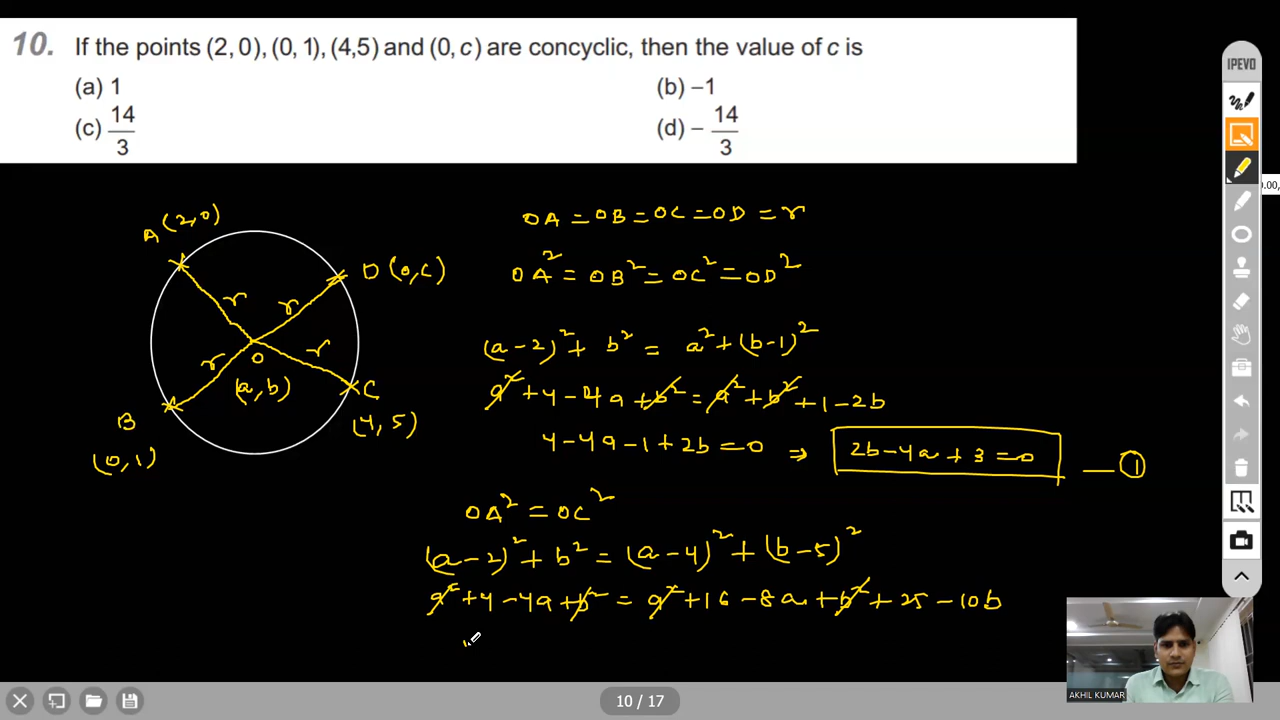 10. If the points (2, 0), (0, 1), (4,5) and (0, c) are concyclic, then the value of c is
(a) 1 (b) –1
(c) 14/3 (d) – 14/3
IPEVO
A (2,0)
D (0,c)
r r
r r
O
(a,b)
B
(0,1)
C
(4,5)
OA = OB = OC = OD = r
OA² = OB² = OC² = OD²
(a-2)² + b² = a² + (b-1)²
a² + 4 - 4a + b² = a² + b² + 1 - 2b
4 - 4a - 1 + 2b = 0 ⇒ 2b - 4a + 3 = 0 — ①
OA² = OC²
(a-2)² + b² = (a-4)² + (b-5)²
a² + 4 - 4a + b² = a² + 16 - 8a + b² + 25 - 10b
10 / 17
AKHIL KUMAR